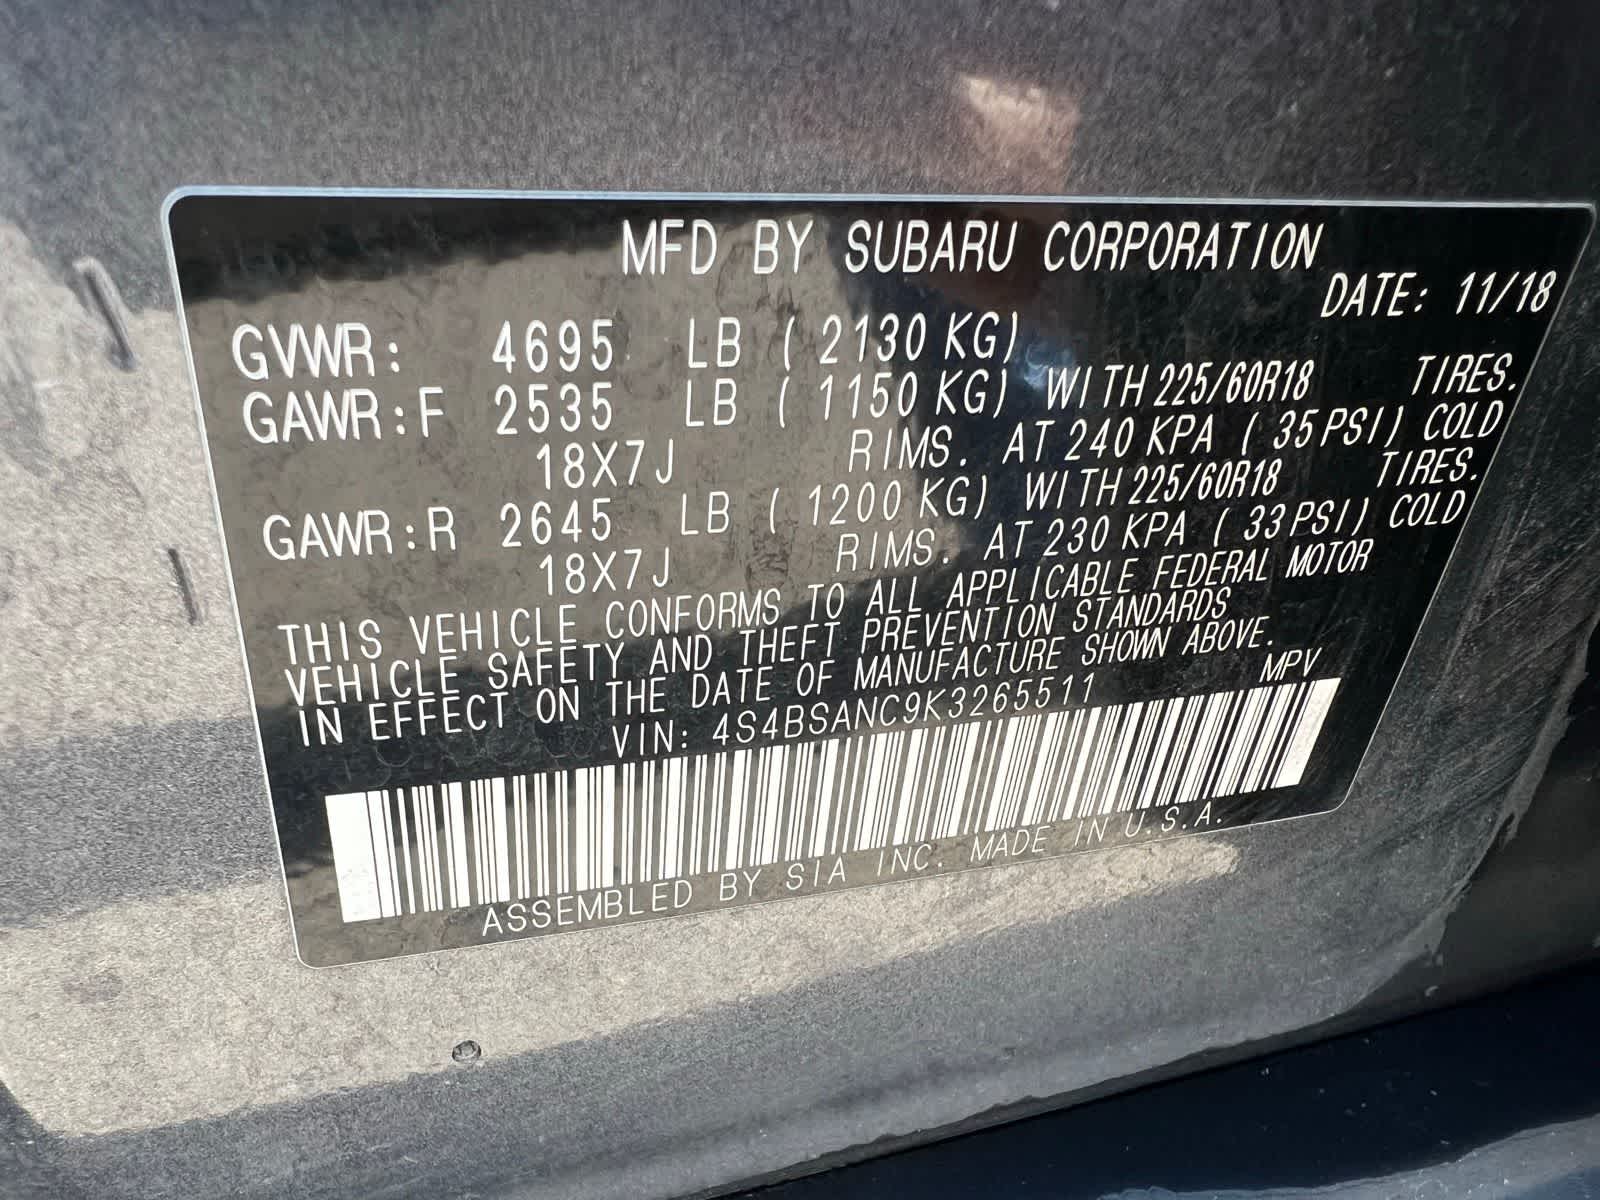 MFD BY SUBARU CORPORATION
DATE: 11/18
GVWR: 4695 LB ( 2130 KG)
GAWR:F 2535 LB ( 1150 KG) WITH 225/60R18 TIRES.
18X7J RIMS. AT 240 KPA ( 35 PSI) COLD
GAWR:R 2645 LB ( 1200 KG) WITH 225/60R18 TIRES.
18X7J RIMS. AT 230 KPA ( 33 PSI) COLD
THIS VEHICLE CONFORMS TO ALL APPLICABLE FEDERAL MOTOR
VEHICLE SAFETY AND THEFT PREVENTION STANDARDS
IN EFFECT ON THE DATE OF MANUFACTURE SHOWN ABOVE.
VIN: 4S4BSANC9K3265511 MPV
ASSEMBLED BY SIA INC. MADE IN U.S.A.